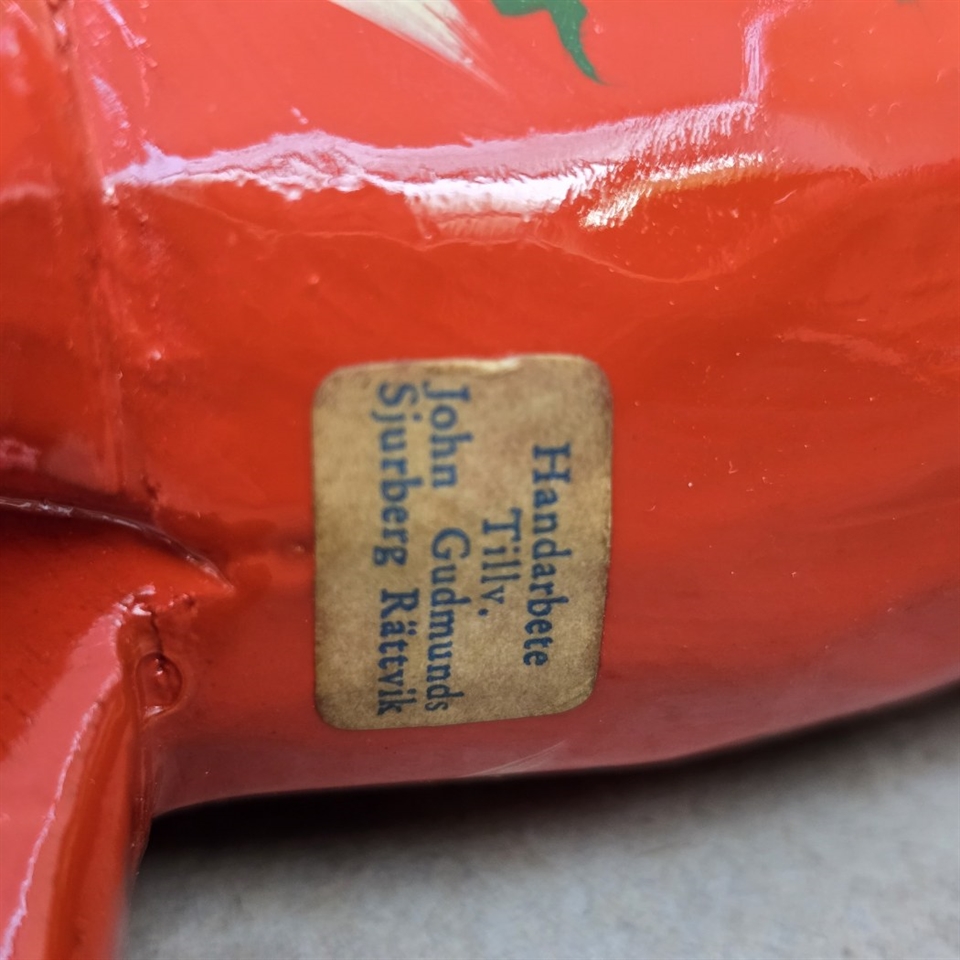 Handarbete
Tillv.
John Gudmunds
Sjurberg Rättvik